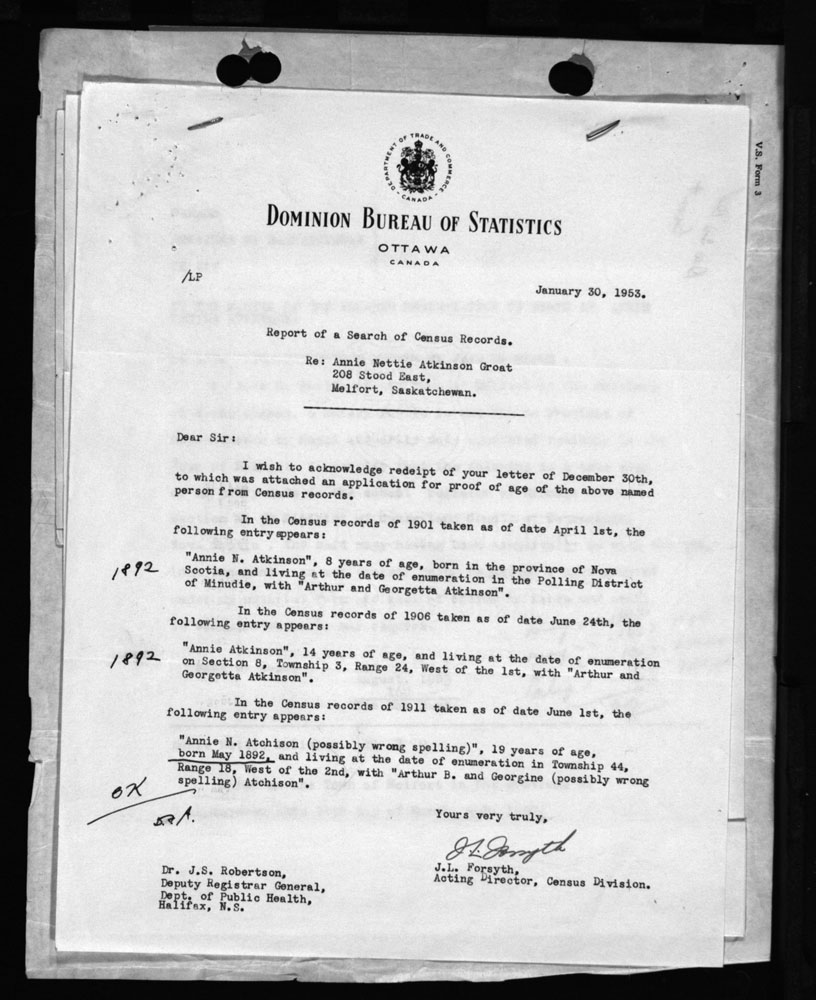 V.S. Form 3
DEPARTMENT OF TRADE AND COMMERCE
CANADA
DOMINION BUREAU OF STATISTICS
OTTAWA
CANADA
/LP
January 30, 1953.
Report of a Search of Census Records.
Re: Annie Nettie Atkinson Groat
208 Stood East,
Melfort, Saskatchewan.
Dear Sir:
I wish to acknowledge redeipt of your letter of December 30th,
to which was attached an application for proof of age of the above named
person from Census records.
In the Census records of 1901 taken as of date April 1st, the
following entry appears:
1892
"Annie N. Atkinson", 8 years of age, born in the province of Nova
Scotia, and living at the date of enumeration in the Polling District
of Minudie, with "Arthur and Georgetta Atkinson".
In the Census records of 1906 taken as of date June 24th, the
following entry appears:
1892
"Annie Atkinson", 14 years of age, and living at the date of enumeration
on Section 8, Township 3, Range 24, West of the 1st, with "Arthur and
Georgetta Atkinson".
In the Census records of 1911 taken as of date June 1st, the
following entry appears:
"Annie N. Atchison (possibly wrong spelling)", 19 years of age,
born May 1892, and living at the date of enumeration in Township 44,
Range 18, West of the 2nd, with "Arthur B. and Georgine (possibly wrong
spelling) Atchison".
OK
Yours very truly,
J.L. Forsyth
J.L. Forsyth,
Acting Director, Census Division.
Dr. J.S. Robertson,
Deputy Registrar General,
Dept. of Public Health,
Halifax, N.S.